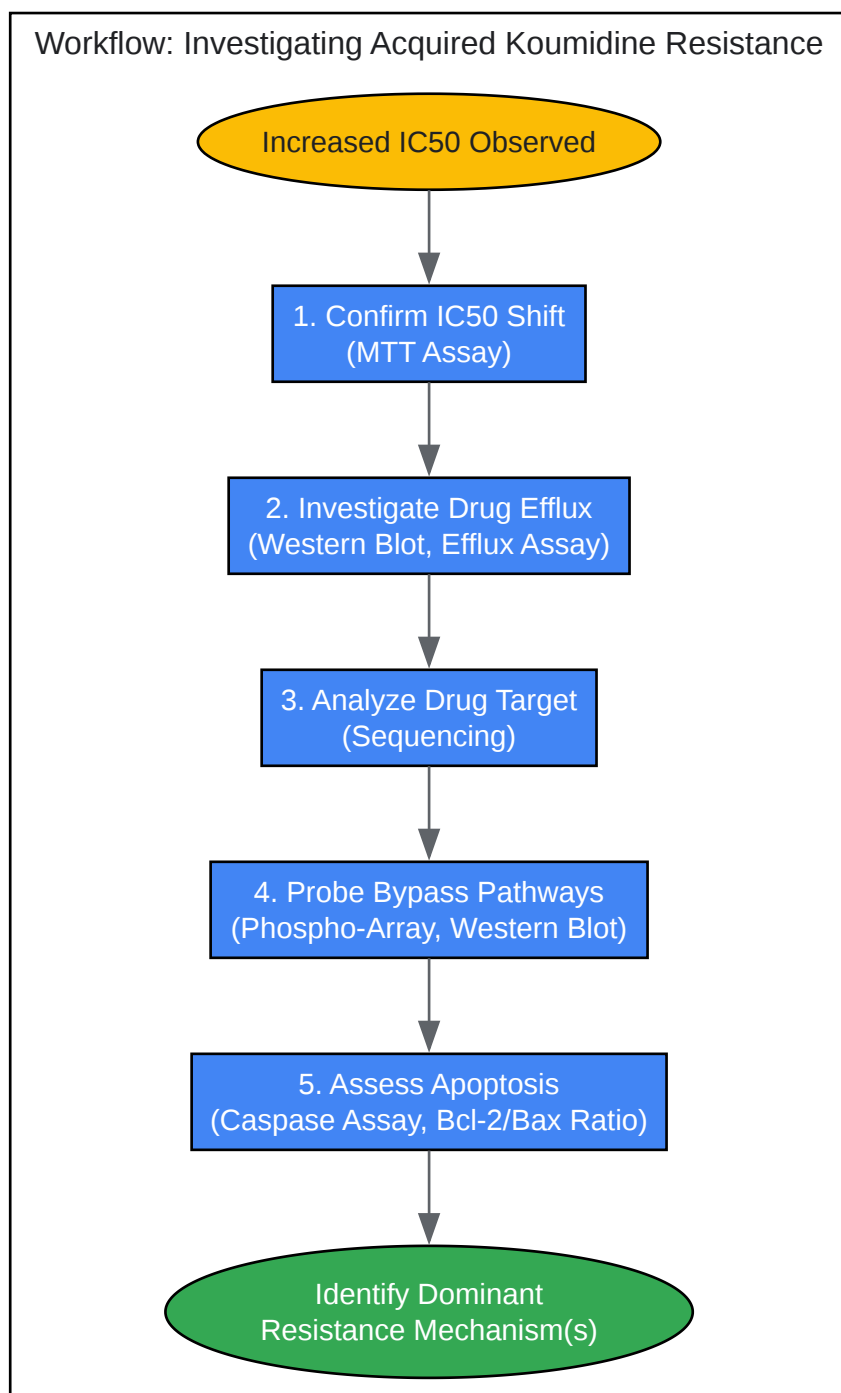 Workflow: Investigating Acquired Koumidine Resistance
Increased IC50 Observed
1. Confirm IC50 Shift
(MTT Assay)
2. Investigate Drug Efflux
(Western Blot, Efflux Assay)
3. Analyze Drug Target
(Sequencing)
4. Probe Bypass Pathways
(Phospho-Array, Western Blot)
5. Assess Apoptosis
(Caspase Assay, Bcl-2/Bax Ratio)
Identify Dominant
Resistance Mechanism(s)